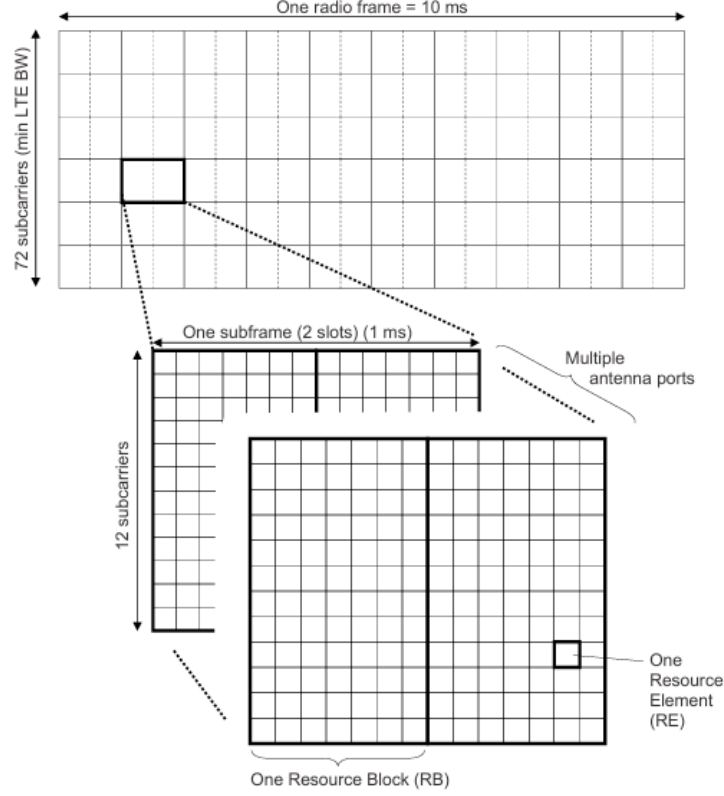 One radio frame = 10 ms
72 subcarriers (min LTE BW)
One subframe (2 slots) (1 ms)
Multiple
antenna ports
12 subcarriers
One
Resource
Element
(RE)
One Resource Block (RB)